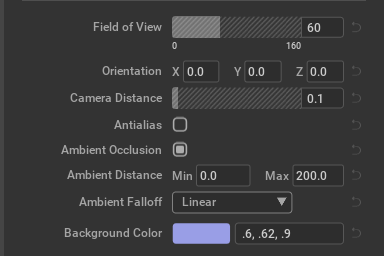 Field of View 60
0 160
Orientation X 0.0 Y 0.0 Z 0.0
Camera Distance 0.1
Antialias
Ambient Occlusion
Ambient Distance Min 0.0 Max 200.0
Ambient Falloff Linear
Background Color .6, .62, .9